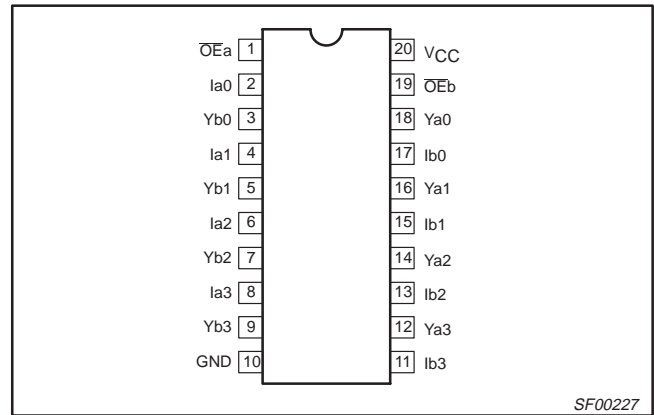 O̅E̅a 1 20 VCC
Ia0 2 19 O̅E̅b
Yb0 3 18 Ya0
Ia1 4 17 Ib0
Yb1 5 16 Ya1
Ia2 6 15 Ib1
Yb2 7 14 Ya2
Ia3 8 13 Ib2
Yb3 9 12 Ya3
GND 10 11 Ib3
SF00227